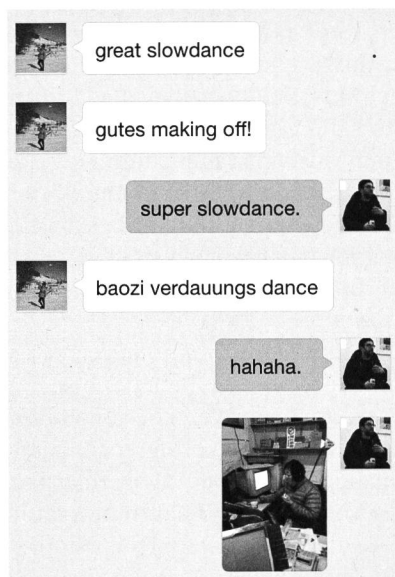 great slowdance
gutes making off!
super slowdance.
baozi verdauungs dance
hahaha.